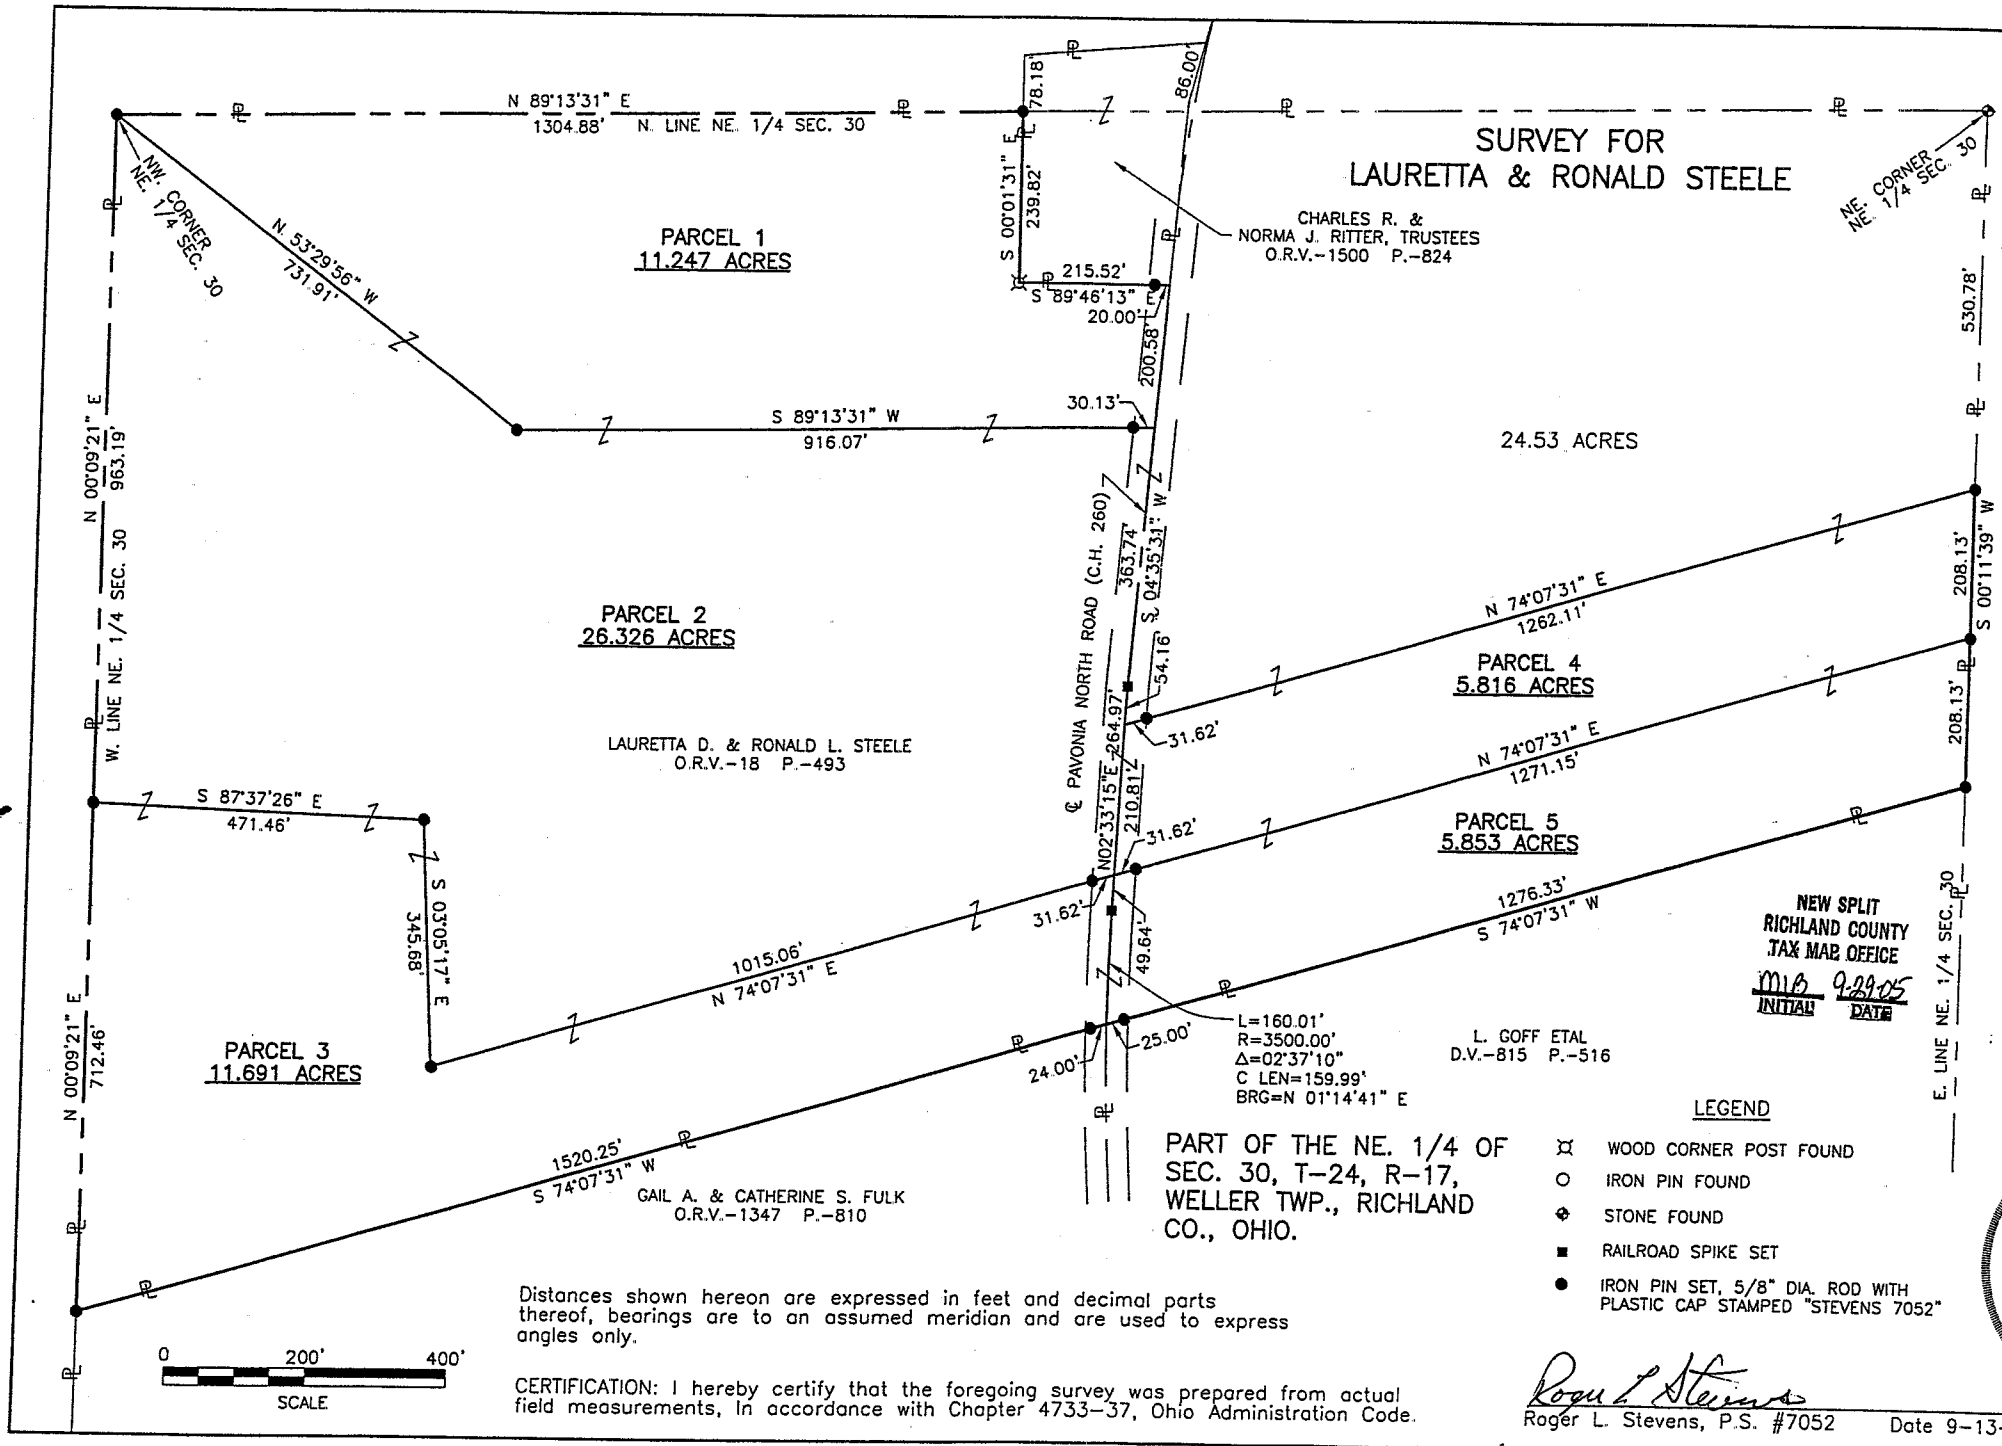 N 89°13'31" E
1304.88' N. LINE NE. 1/4 SEC. 30
78.18'
86.00'
SURVEY FOR
LAURETTA & RONALD STEELE
NW. CORNER
NE. 1/4 SEC. 30
NE. CORNER
NE. 1/4 SEC. 30
N. 53°29'56" W
731.91'
S 00°01'31" E
239.82'
PARCEL 1
11.247 ACRES
CHARLES R. &
NORMA J. RITTER, TRUSTEES
O.R.V.-1500 P.-824
215.52'
S 89°46'13" E
20.00'
200.58'
530.78'
30.13'
S 89°13'31" W
916.07'
24.53 ACRES
N 00°09'21" E
963.19'
W. LINE NE. 1/4 SEC. 30
363.74'
S. 04°35'31" W
℄ PAVONIA NORTH ROAD (C.H. 260)
208.13'
S 00°11'39" W
N 74°07'31" E
1262.11'
PARCEL 2
26.326 ACRES
54.16'
PARCEL 4
5.816 ACRES
208.13'
31.62'
N02°33'15"E 264.97'
210.81'
N 74°07'31" E
1271.15'
LAURETTA D. & RONALD L. STEELE
O.R.V.-18 P.-493
S 87°37'26" E
471.46'
31.62'
PARCEL 5
5.853 ACRES
S 03°05'17" E
345.68'
31.62'
49.64'
1276.33'
S 74°07'31" W
NEW SPLIT
RICHLAND COUNTY
TAX MAP OFFICE
MIB 9-29-05
INITIAL DATE
E. LINE NE. 1/4 SEC. 30
1015.06'
N 74°07'31" E
N 00°09'21" E
712.46'
PARCEL 3
11.691 ACRES
24.00'
25.00'
L=160.01'
R=3500.00'
Δ=02°37'10"
C LEN=159.99'
BRG=N 01°14'41" E
L. GOFF ETAL
D.V.-815 P.-516
1520.25'
S 74°07'31" W
GAIL A. & CATHERINE S. FULK
O.R.V.-1347 P.-810
PART OF THE NE. 1/4 OF
SEC. 30, T-24, R-17,
WELLER TWP., RICHLAND
CO., OHIO.
LEGEND
WOOD CORNER POST FOUND
IRON PIN FOUND
STONE FOUND
RAILROAD SPIKE SET
IRON PIN SET, 5/8" DIA. ROD WITH
PLASTIC CAP STAMPED "STEVENS 7052"
Distances shown hereon are expressed in feet and decimal parts
thereof, bearings are to an assumed meridian and are used to express
angles only.
0 200' 400'
SCALE
CERTIFICATION: I hereby certify that the foregoing survey was prepared from actual
field measurements, In accordance with Chapter 4733-37, Ohio Administration Code.
Roger L Stevens
Roger L. Stevens, P.S. #7052 Date 9-13-